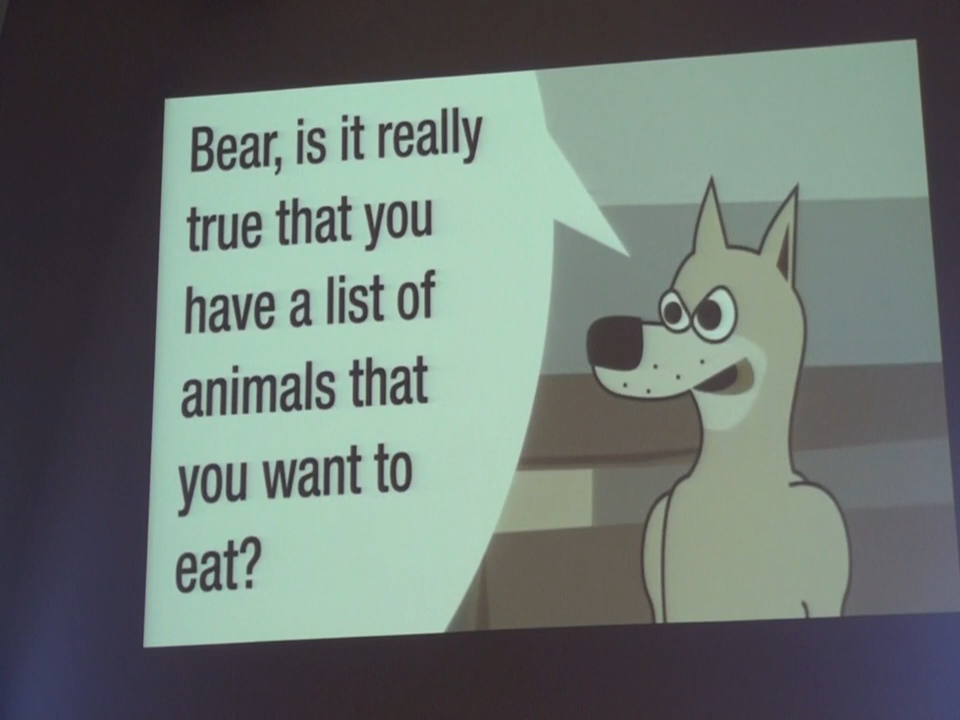 Bear, is it really
true that you
have a list of
animals that
you want to
eat?